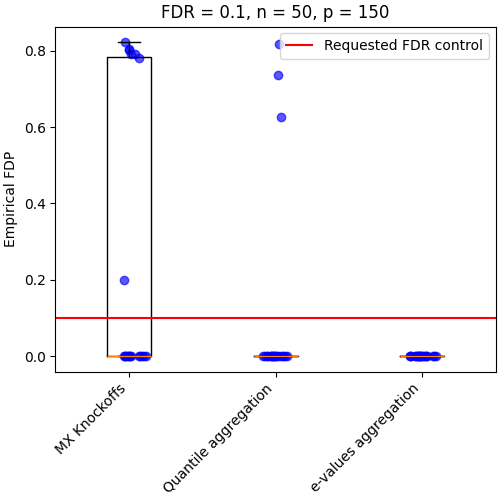 FDR = 0.1, n = 50, p = 150
Requested FDR control
Empirical FDP
0.8
0.6
0.4
0.2
0.0
MX Knockoffs
Quantile aggregation
e-values aggregation